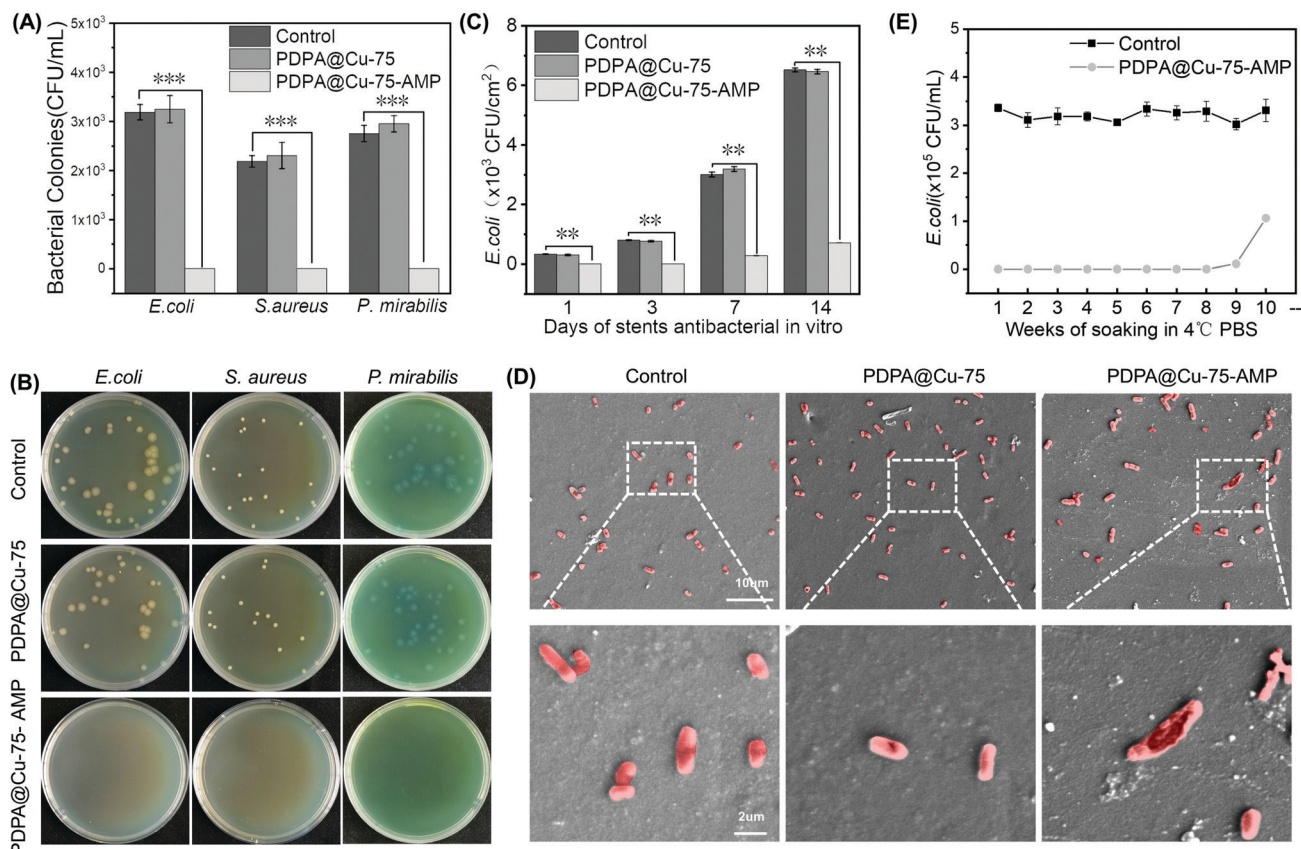 (A)
Bacterial Colonies(CFU/mL)
5x10³
4x10³
3x10³
2x10³
1x10³
0
Control
PDPA@Cu-75
PDPA@Cu-75-AMP
***
***
***
E.coli
S.aureus
P. mirabilis
(C)
E.coli (x10³ CFU/cm²)
8
6
4
2
0
Control
PDPA@Cu-75
PDPA@Cu-75-AMP
**
**
**
**
1 3 7 14
Days of stents antibacterial in vitro
(E)
E.coli(x10⁵ CFU/mL)
5
4
3
2
1
0
Control
PDPA@Cu-75-AMP
1 2 3 4 5 6 7 8 9 10 --
Weeks of soaking in 4℃ PBS
(B)
E.coli
S. aureus
P. mirabilis
Control
PDPA@Cu-75
PDPA@Cu-75- AMP
(D)
Control
PDPA@Cu-75
PDPA@Cu-75-AMP
10um
2um